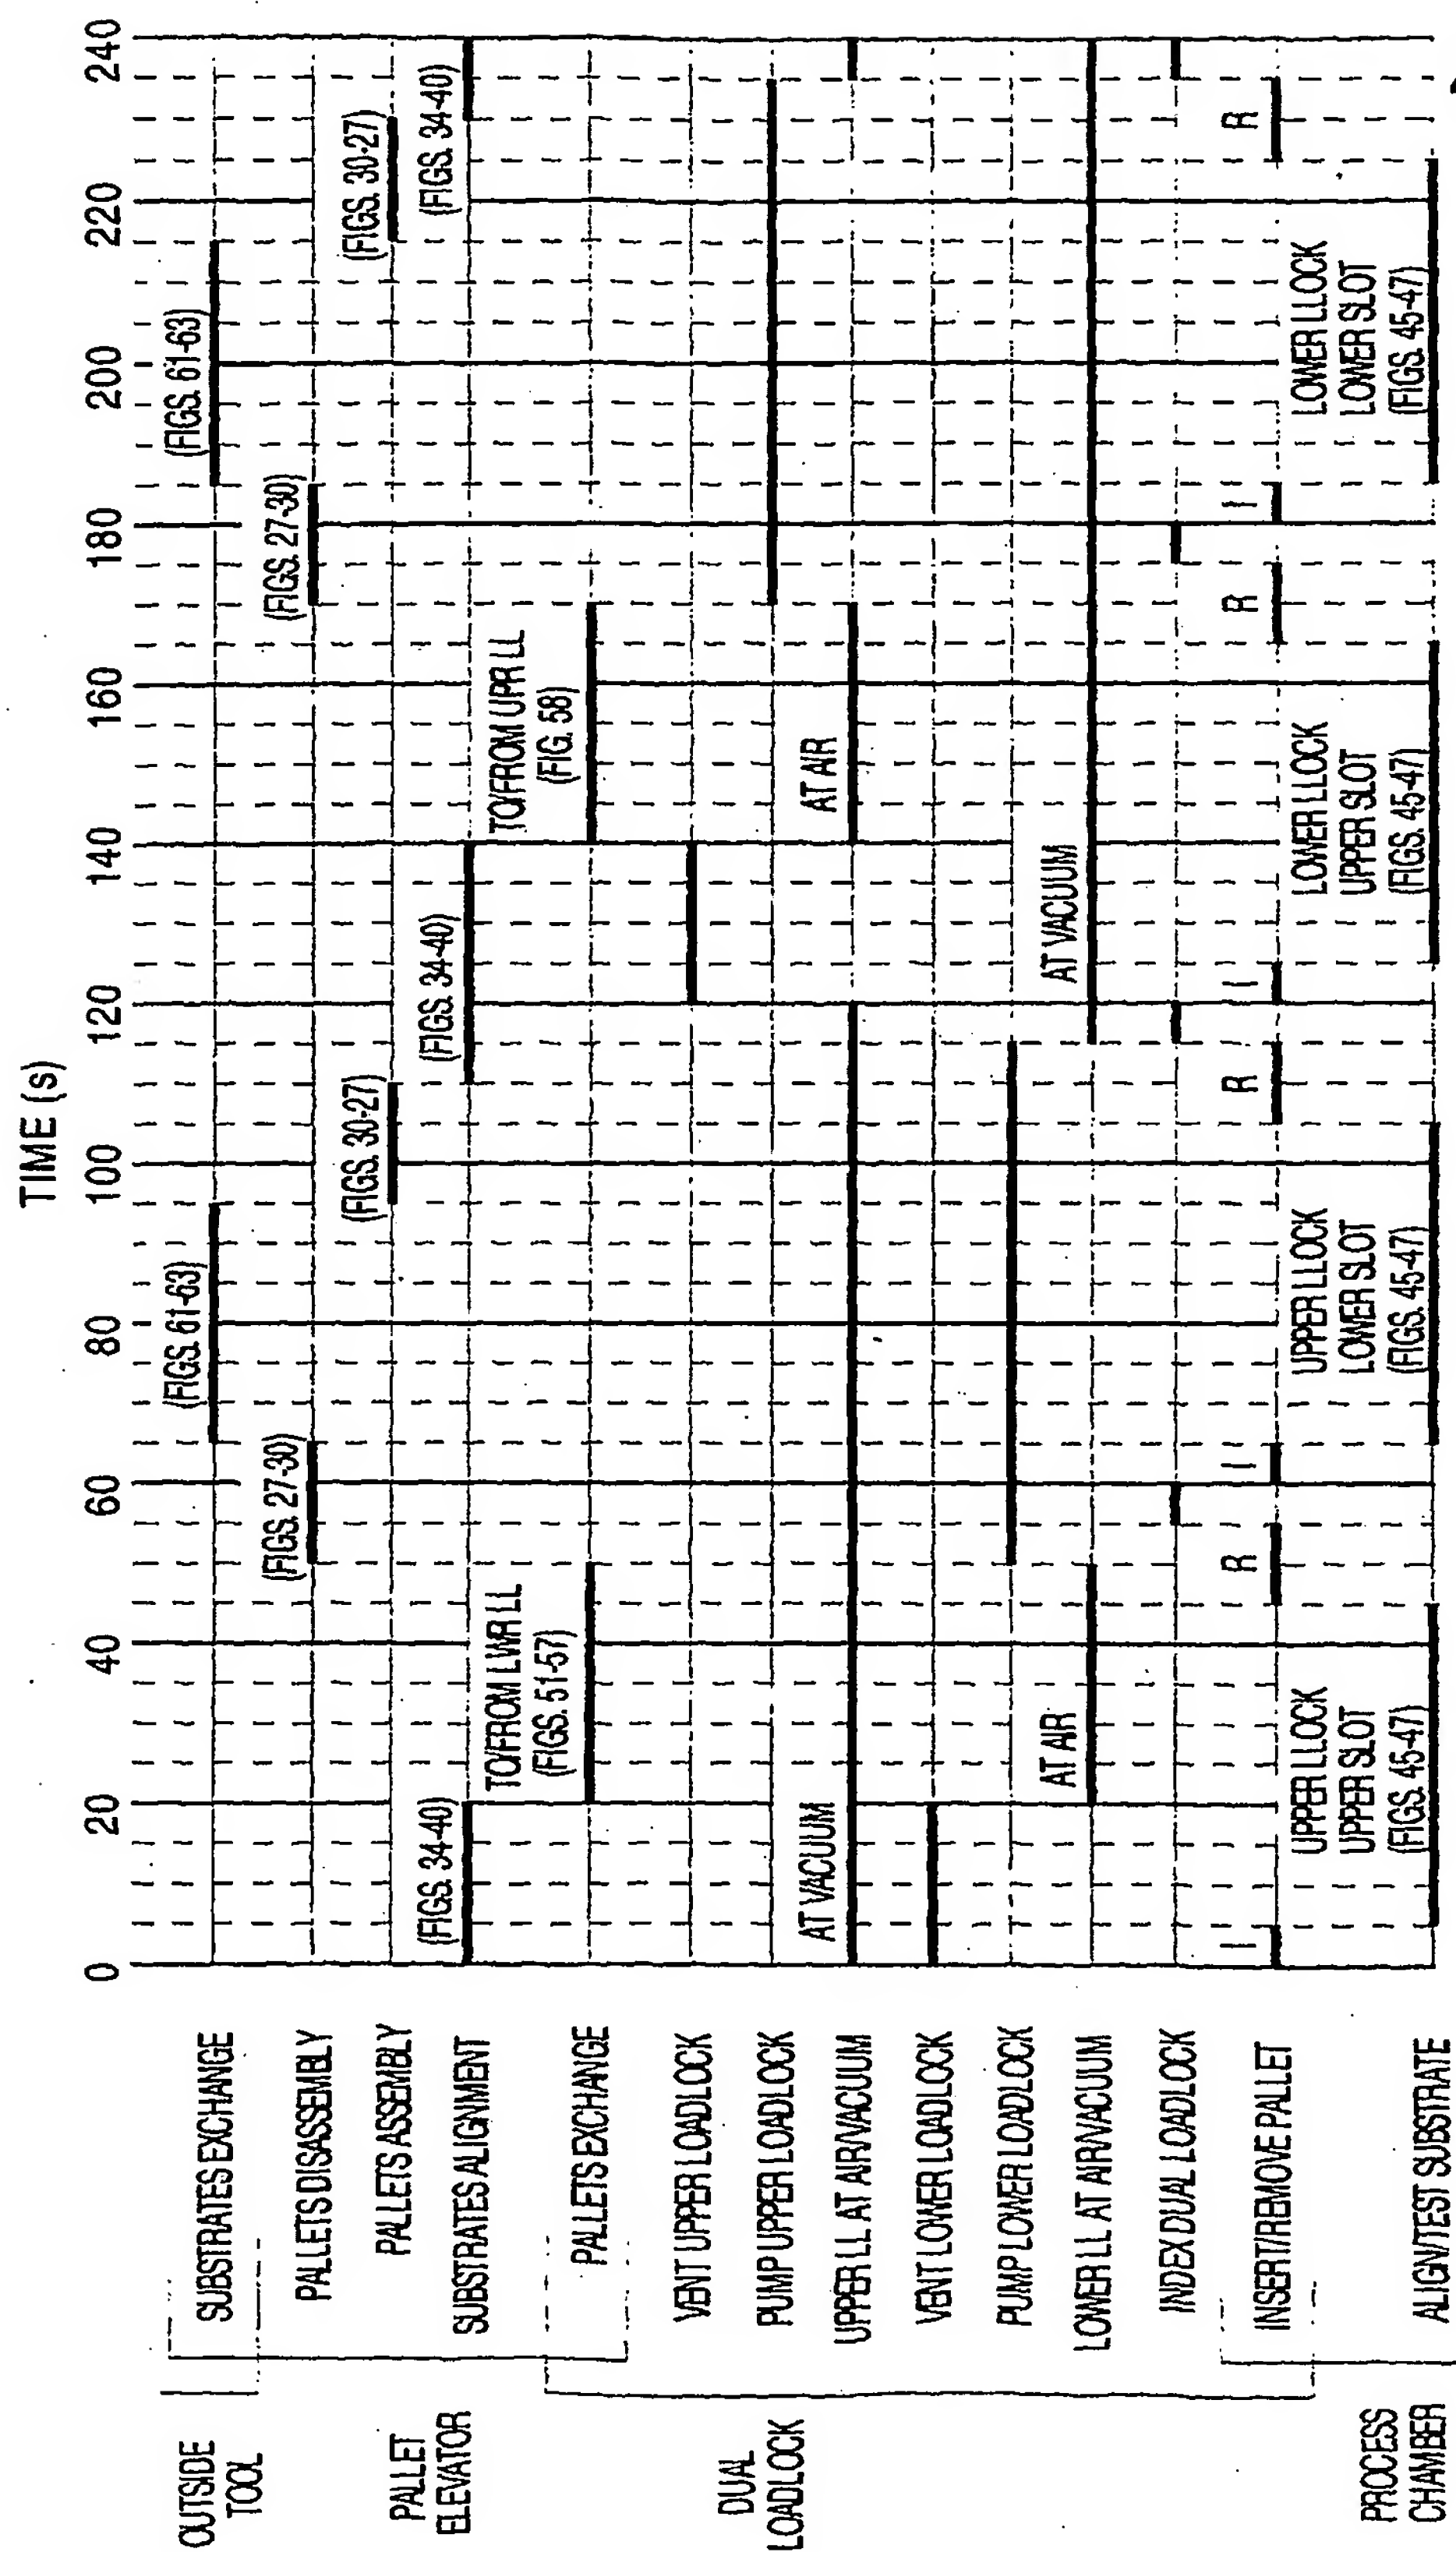 TIME (s)
0 20 40 60 80 100 120 140 160 180 200 220 240
OUTSIDE
TOOL
PALLET
ELEVATOR
DUAL
LOADLOCK
PROCESS
CHAMBER
SUBSTRATES EXCHANGE
(FIGS. 61-63)
(FIGS. 61-63)
PALLETS DISASSEMBLY
(FIGS. 27-30)
(FIGS. 27-30)
PALLETS ASSEMBLY
(FIGS. 30-27)
(FIGS. 30-27)
SUBSTRATES ALIGNMENT
(FIGS. 34-40)
(FIGS. 34-40)
(FIGS. 34-40)
PALLETS EXCHANGE
TO/FROM LWR LL
(FIGS. 51-57)
TO/FROM UPR LL
(FIG. 58)
VENT UPPER LOADLOCK
PUMP UPPER LOADLOCK
UPPER LL AT AIR/VACUUM
AT VACUUM
AT AIR
VENT LOWER LOADLOCK
PUMP LOWER LOADLOCK
LOWER LL AT AIR/VACUUM
AT AIR
AT VACUUM
INDEX DUAL LOADLOCK
INSERT/REMOVE PALLET
I R I R I R I R
ALIGN/TEST SUBSTRATE
UPPER LLOCK
UPPER SLOT
(FIGS. 45-47)
UPPER LLOCK
LOWER SLOT
(FIGS. 45-47)
LOWER LLOCK
UPPER SLOT
(FIGS. 45-47)
LOWER LLOCK
LOWER SLOT
(FIGS. 45-47)